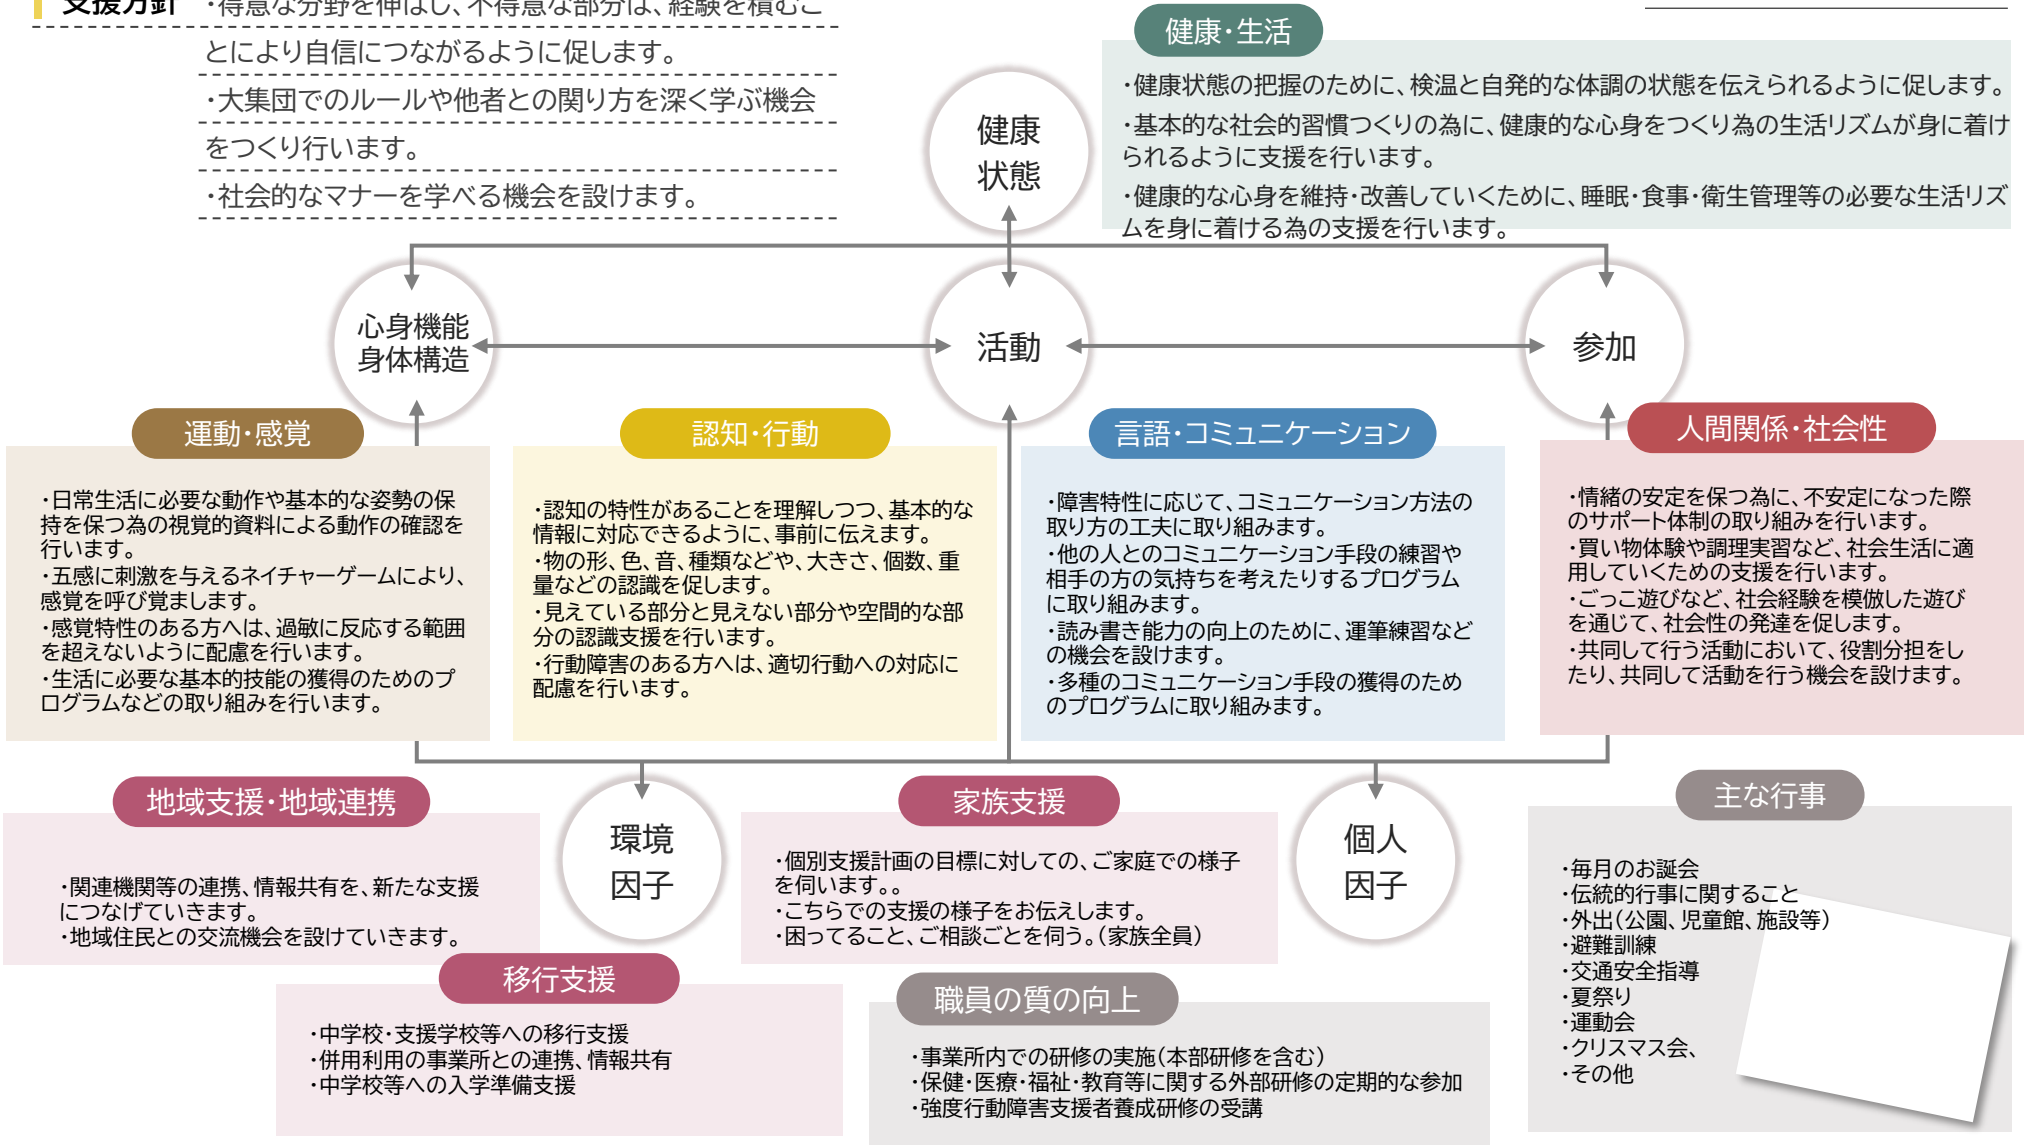 支援方針 ・得意な分野を伸ばし、不得意な部分は、経験を積むこ
とにより自信につながるように促します。
・大集団でのルールや他者との関り方を深く学ぶ機会
をつくり行います。
・社会的なマナーを学べる機会を設けます。
健康・生活
・健康状態の把握のために、検温と自発的な体調の状態を伝えられるように促します。
・基本的な社会的習慣つくりの為に、健康的な心身をつくり為の生活リズムが身に着け
られるように支援を行います。
・健康的な心身を維持・改善していくために、睡眠・食事・衛生管理等の必要な生活リズ
ムを身に着ける為の支援を行います。
健康
状態
心身機能
身体構造
活動
参加
運動・感覚
・日常生活に必要な動作や基本的な姿勢の保
持を保つ為の視覚的資料による動作の確認を
行います。
・五感に刺激を与えるネイチャーゲームにより、
感覚を呼び覚まします。
・感覚特性のある方へは、過敏に反応する範囲
を超えないように配慮を行います。
・生活に必要な基本的技能の獲得のためのプ
ログラムなどの取り組みを行います。
認知・行動
・認知の特性があることを理解しつつ、基本的な
情報に対応できるように、事前に伝えます。
・物の形、色、音、種類などや、大きさ、個数、重
量などの認識を促します。
・見えている部分と見えない部分や空間的な部
分の認識支援を行います。
・行動障害のある方へは、適切行動への対応に
配慮を行います。
言語・コミュニケーション
・障害特性に応じて、コミュニケーション方法の
取り方の工夫に取り組みます。
・他の人とのコミュニケーション手段の練習や
相手の方の気持ちを考えたりするプログラム
に取り組みます。
・読み書き能力の向上のために、運筆練習など
の機会を設けます。
・多種のコミュニケーション手段の獲得のため
のプログラムに取り組みます。
人間関係・社会性
・情緒の安定を保つ為に、不安定になった際
のサポート体制の取り組みを行います。
・買い物体験や調理実習など、社会生活に適
用していくための支援を行います。
・ごっこ遊びなど、社会経験を模倣した遊び
を通じて、社会性の発達を促します。
・共同して行う活動において、役割分担をし
たり、共同して活動を行う機会を設けます。
地域支援・地域連携
・関連機関等の連携、情報共有を、新たな支援
につなげていきます。
・地域住民との交流機会を設けていきます。
環境
因子
家族支援
・個別支援計画の目標に対しての、ご家庭での様子
を伺います。。
・こちらでの支援の様子をお伝えします。
・困ってること、ご相談ごとを伺う。（家族全員）
個人
因子
主な行事
・毎月のお誕会
・伝統的行事に関すること
・外出（公園、児童館、施設等）
・避難訓練
・交通安全指導
・夏祭り
・運動会
・クリスマス会、
・その他
移行支援
・中学校・支援学校等への移行支援
・併用利用の事業所との連携、情報共有
・中学校等への入学準備支援
職員の質の向上
・事業所内での研修の実施（本部研修を含む）
・保健・医療・福祉・教育等に関する外部研修の定期的な参加
・強度行動障害支援者養成研修の受講